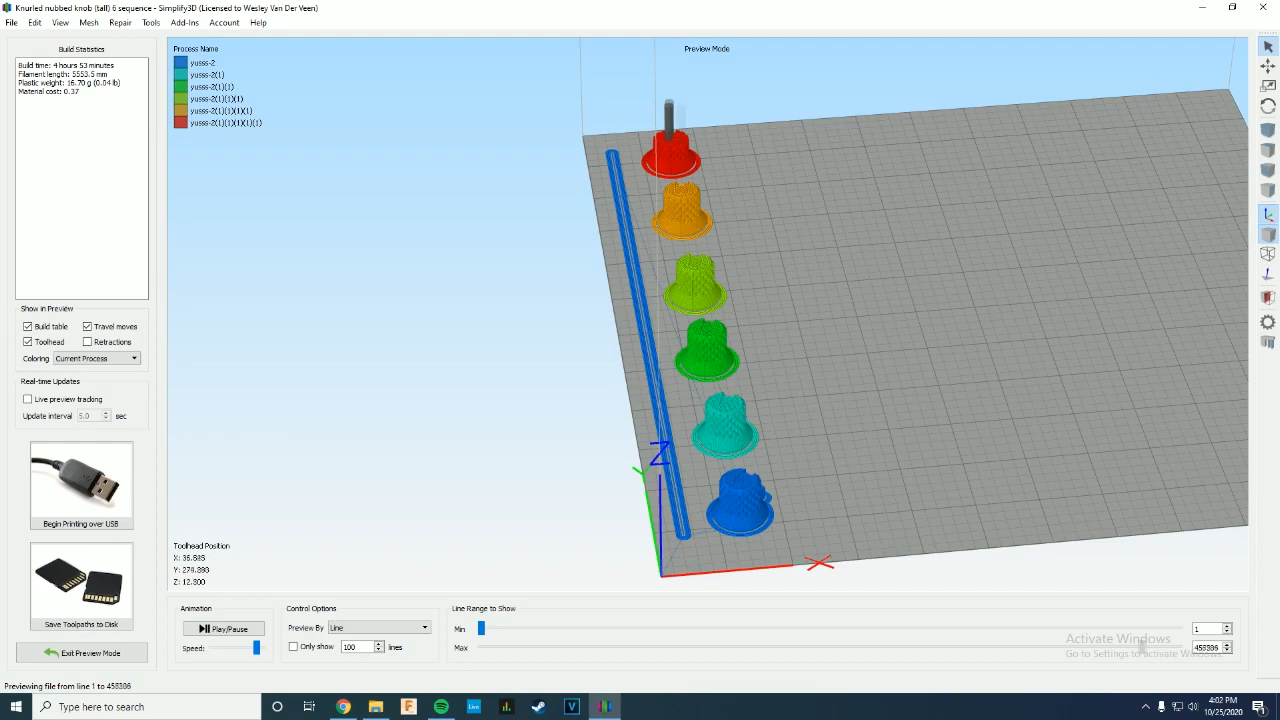 Knurled nubbed knob (tall) 6 sequence - Simplify3D (Licensed to Wesley Van Der Veen)
File Edit View Mesh Repair Tools Add-Ins Account Help
Build Statistics
Build time: 4 hours 53 minutes
Filament length: 5553.5 mm
Plastic weight: 16.70 g (0.04 lb)
Material cost: 0.37
Process Name
yusss-2
yusss-2(1)
yusss-2(1)(1)
yusss-2(1)(1)(1)
yusss-2(1)(1)(1)(1)
yusss-2(1)(1)(1)(1)(1)
Preview Mode
Show in Preview
Build table Travel moves
Toolhead Retractions
Coloring Current Process
Real-time Updates
Live preview tracking
Update interval 5.0 sec
Begin Printing over USB
Save Toolpaths to Disk
Exit Preview Mode
Z
Y
X
Toolhead Position
X: 36.585
Y: 279.893
Z: 12.800
Animation
Play/Pause
Speed:
Control Options
Preview By Line
Only show 100 lines
Line Range to Show
Min 1
Max 458386
Activate Windows
Go to Settings to activate Windows.
Previewing file from line 1 to 458386
Type here to search
Live
4:02 PM
10/25/2020